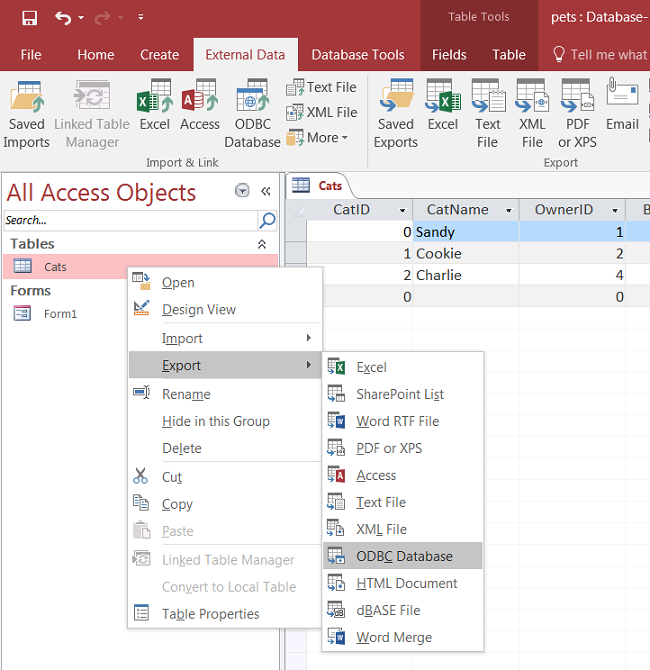 Table Tools pets : Database-
File Home Create External Data Database Tools Fields Table Tell me what
Saved Imports
Linked Table Manager
Excel
Access
ODBC Database
Text File
XML File
More
Import & Link
Saved Exports
Excel
Text File
XML File
PDF or XPS
Email
Export
All Access Objects
Search...
Tables
Cats
Forms
Form1
Cats
CatID CatName OwnerID B
0 Sandy 1
1 Cookie 2
2 Charlie 4
0 0
Open
Design View
Import
Export
Rename
Hide in this Group
Delete
Cut
Copy
Paste
Linked Table Manager
Convert to Local Table
Table Properties
Excel
SharePoint List
Word RTF File
PDF or XPS
Access
Text File
XML File
ODBC Database
HTML Document
dBASE File
Word Merge